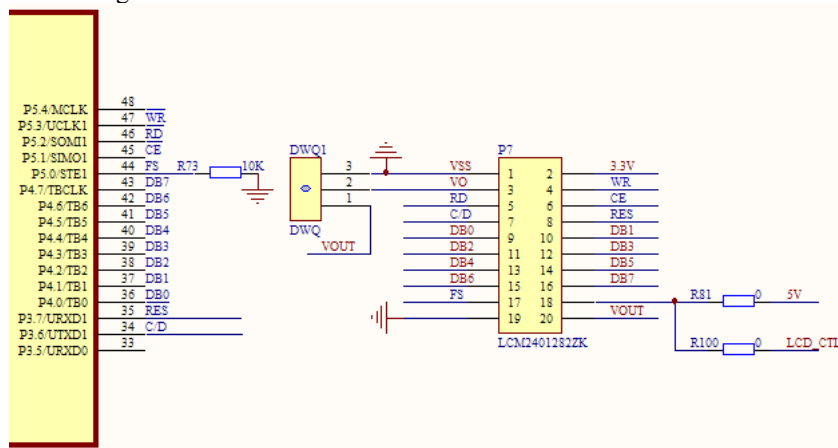 P5.4/MCLK 48
P5.3/UCLK1 47 WR
P5.2/SOMI1 46 RD
P5.1/SIMO1 45 CE
P5.0/STE1 44 FS R73 10K
P4.7/TBCLK 43 DB7
P4.6/TB6 42 DB6
P4.5/TB5 41 DB5
P4.4/TB4 40 DB4
P4.3/TB3 39 DB3
P4.2/TB2 38 DB2
P4.1/TB1 37 DB1
P4.0/TB0 36 DB0
P3.7/URXD1 35 RES
P3.6/UTXD1 34 C/D
P3.5/URXD0 33
DWQ1
3
2
1
DWQ
VOUT
P7
VSS 1 2 3.3V
VO 3 4 WR
RD 5 6 CE
C/D 7 8 RES
DB0 9 10 DB1
DB2 11 12 DB3
DB4 13 14 DB5
DB6 15 16 DB7
FS 17 18 R81 0 5V
19 20 VOUT
LCM2401282ZK
R100 0 LCD_CTL